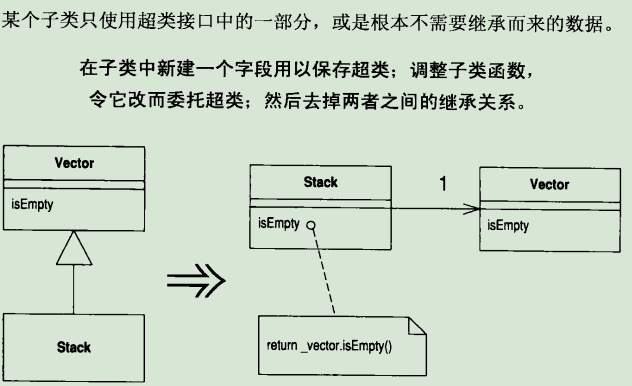 某个子类只使用超类接口中的一部分，或是根本不需要继承而来的数据。
在子类中新建一个字段用以保存超类；调整子类函数，
令它改而委托超类；然后去掉两者之间的继承关系。
Vector
isEmpty
Stack
Stack
isEmpty
1
Vector
isEmpty
return _vector.isEmpty()